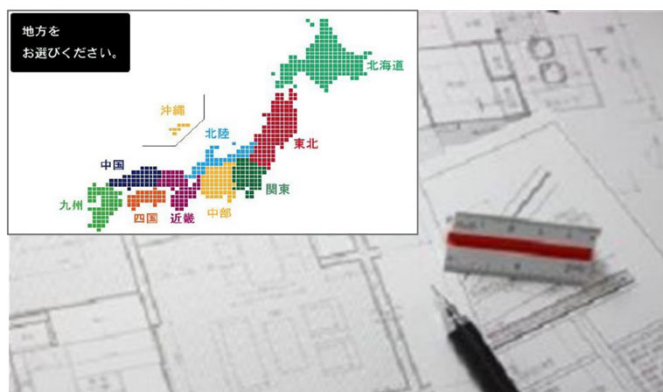 地方を
お選びください。
北海道
沖縄
北陸
東北
中国
関東
九州
四国
近畿
中部